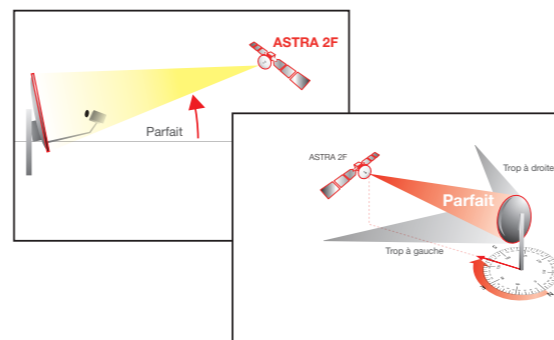 ASTRA 2F
Parfait
ASTRA 2F
Trop à droite
Parfait
Trop à gauche